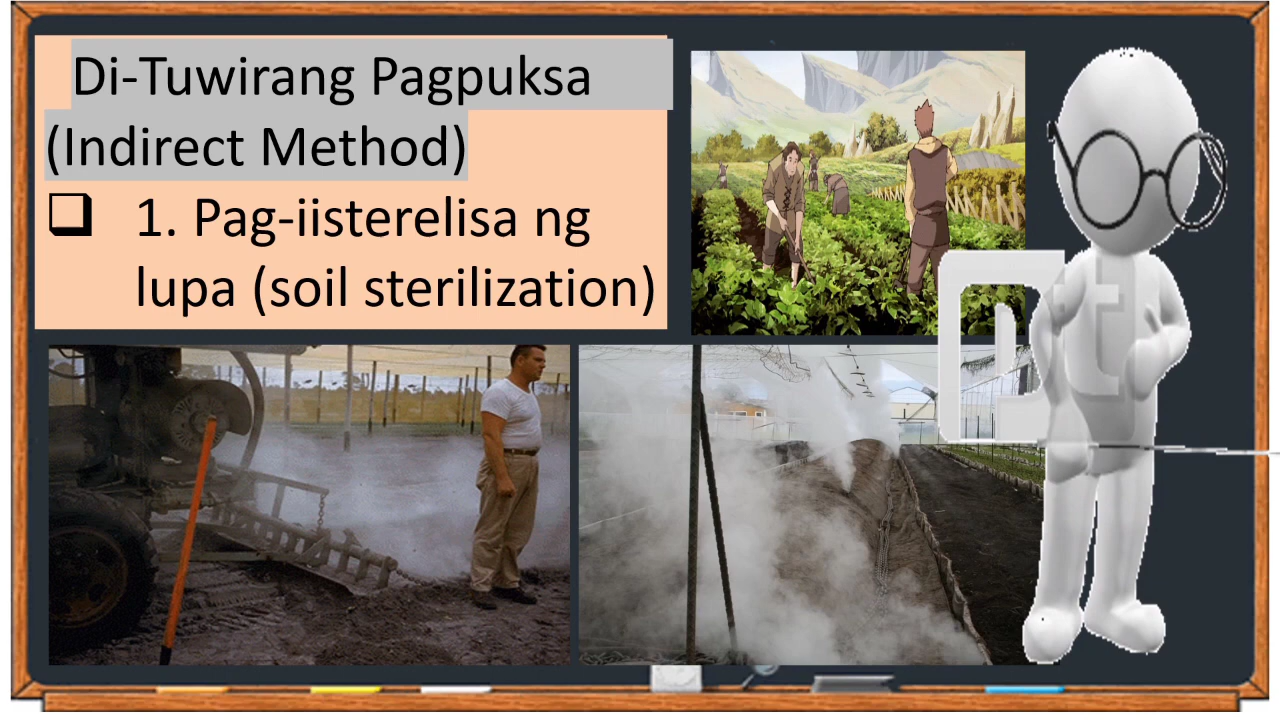 Di-Tuwirang Pagpuksa
(Indirect Method)
1. Pag-iisterelisa ng
lupa (soil sterilization)